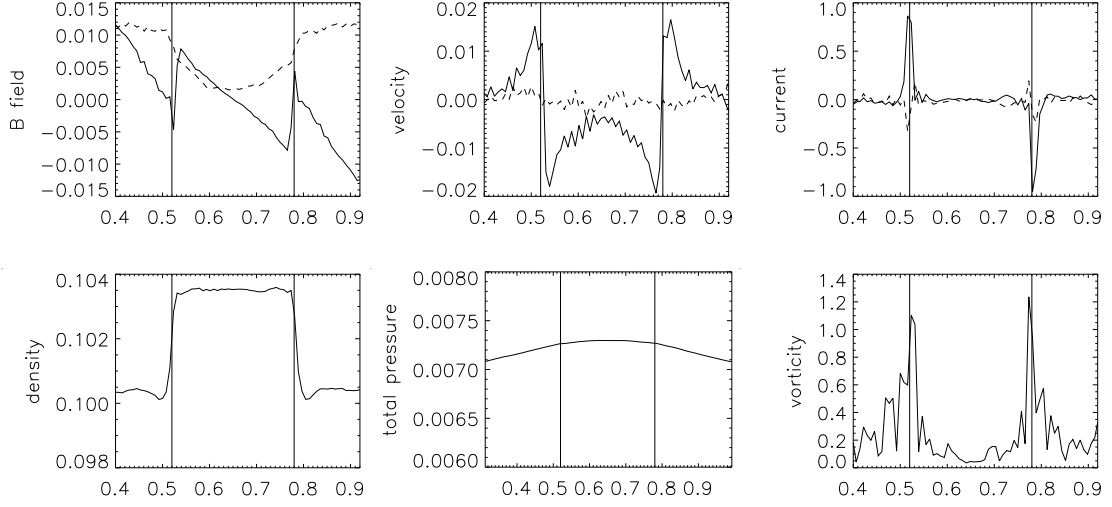 B field
0.015
0.010
0.005
0.000
−0.005
−0.010
−0.015
0.4 0.5 0.6 0.7 0.8 0.9
velocity
0.02
0.01
0.00
−0.01
−0.02
0.4 0.5 0.6 0.7 0.8 0.9
current
1.0
0.5
0.0
−0.5
−1.0
0.4 0.5 0.6 0.7 0.8 0.9
density
0.104
0.102
0.100
0.098
0.4 0.5 0.6 0.7 0.8 0.9
total pressure
0.0080
0.0075
0.0070
0.0065
0.0060
0.4 0.5 0.6 0.7 0.8 0.9
vorticity
1.4
1.2
1.0
0.8
0.6
0.4
0.2
0.0
0.4 0.5 0.6 0.7 0.8 0.9